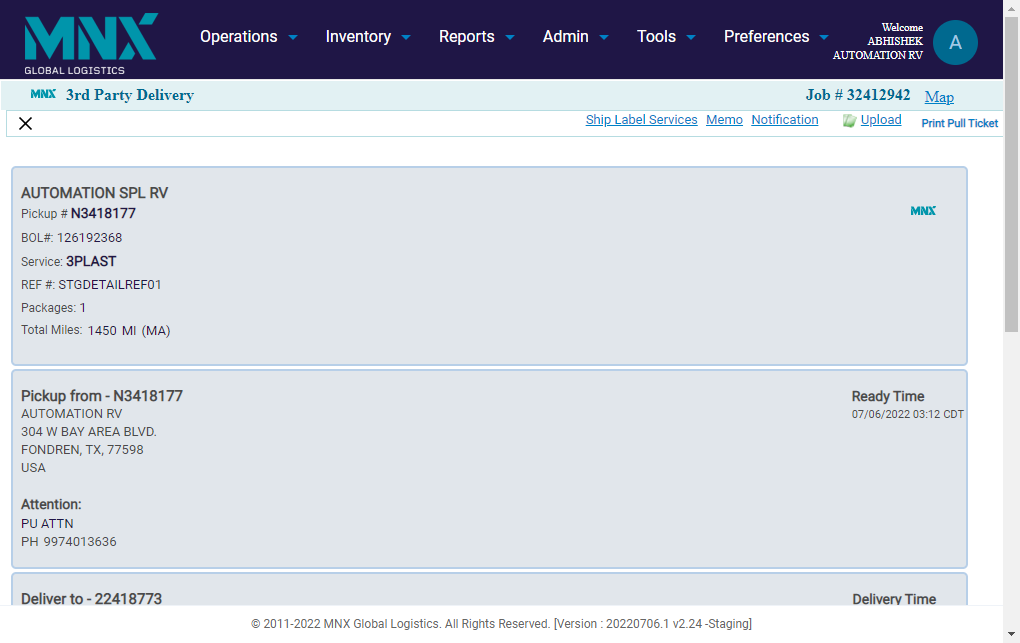 MNX
GLOBAL LOGISTICS
Operations Inventory Reports Admin Tools Preferences
Welcome
ABHISHEK
AUTOMATION RV
A
MNX 3rd Party Delivery Job # 32412942 Map
Ship Label Services Memo Notification Upload Print Pull Ticket
AUTOMATION SPL RV
Pickup # N3418177
MNX
BOL#: 126192368
Service: 3PLAST
REF #: STGDETAILREF01
Packages: 1
Total Miles: 1450 MI (MA)
Pickup from - N3418177 Ready Time
AUTOMATION RV 07/06/2022 03:12 CDT
304 W BAY AREA BLVD.
FONDREN, TX, 77598
USA
Attention:
PU ATTN
PH 9974013636
Deliver to - 22418773 Delivery Time
© 2011-2022 MNX Global Logistics. All Rights Reserved. [Version : 20220706.1 v2.24 -Staging]